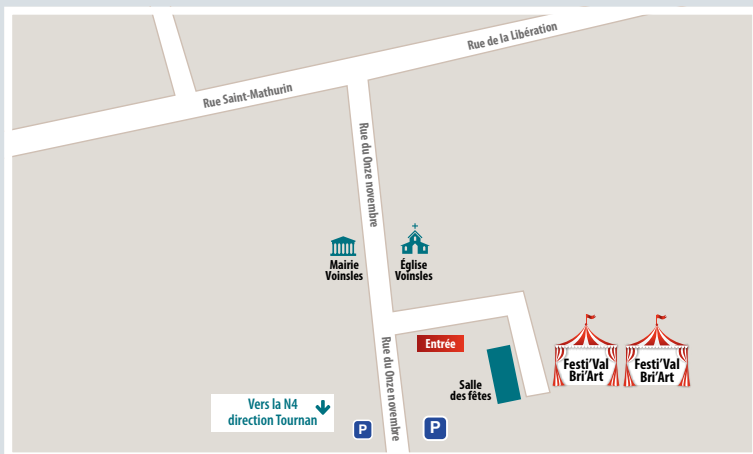 Rue de la Libération
Rue Saint-Mathurin
Rue du Onze novembre
Mairie
Voinsles
Église
Voinsles
Entrée
Festi'Val
Bri'Art
Festi'Val
Bri'Art
Salle
des fêtes
Rue du Onze novembre
Vers la N4
direction Tournan
P
P